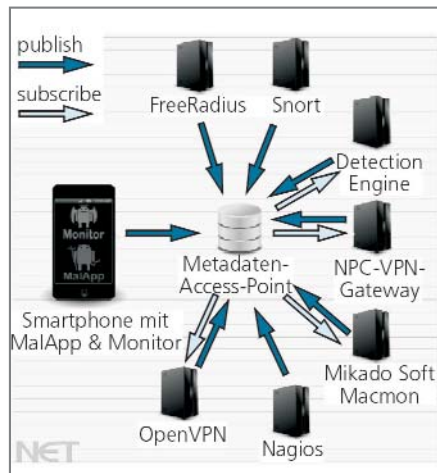 publish
subscribe
FreeRadius
Snort
Detection
Engine
Monitor
MalApp
Metadaten-
Access-Point
NPC-VPN-
Gateway
Smartphone mit
MalApp & Monitor
Mikado Soft
Macmon
OpenVPN
Nagios
NET